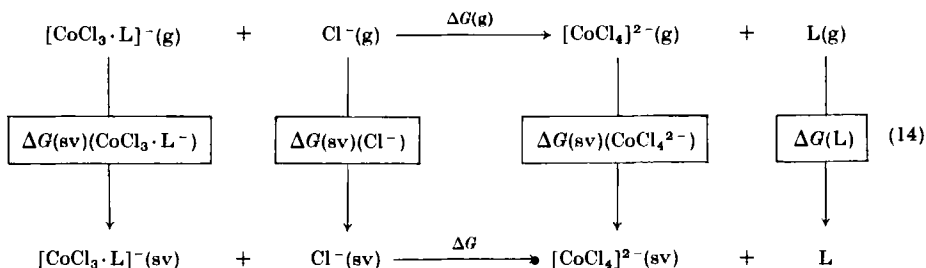 ΔG(g)
[CoCl₃·L]⁻(g) + Cl⁻(g) [CoCl₄]²⁻(g) + L(g)
ΔG(sv)(CoCl₃·L⁻) ΔG(sv)(Cl⁻) ΔG(sv)(CoCl₄²⁻) ΔG(L) (14)
ΔG
[CoCl₃·L]⁻(sv) + Cl⁻(sv) [CoCl₄]²⁻(sv) + L